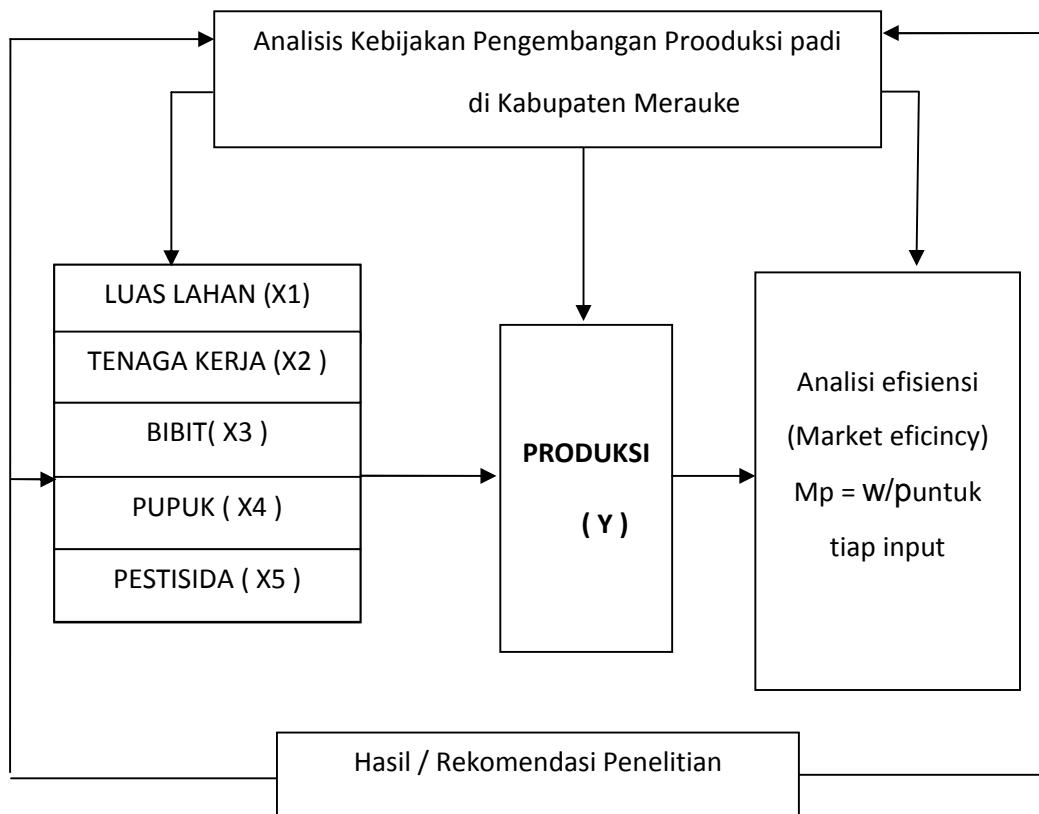 Analisis Kebijakan Pengembangan Prooduksi padi
di Kabupaten Merauke
LUAS LAHAN (X1)
TENAGA KERJA (X2 )
BIBIT( X3 )
PUPUK ( X4 )
PESTISIDA ( X5 )
PRODUKSI
( Y )
Analisi efisiensi
(Market eficincy)
Mp = w/puntuk
tiap input
Hasil / Rekomendasi Penelitian